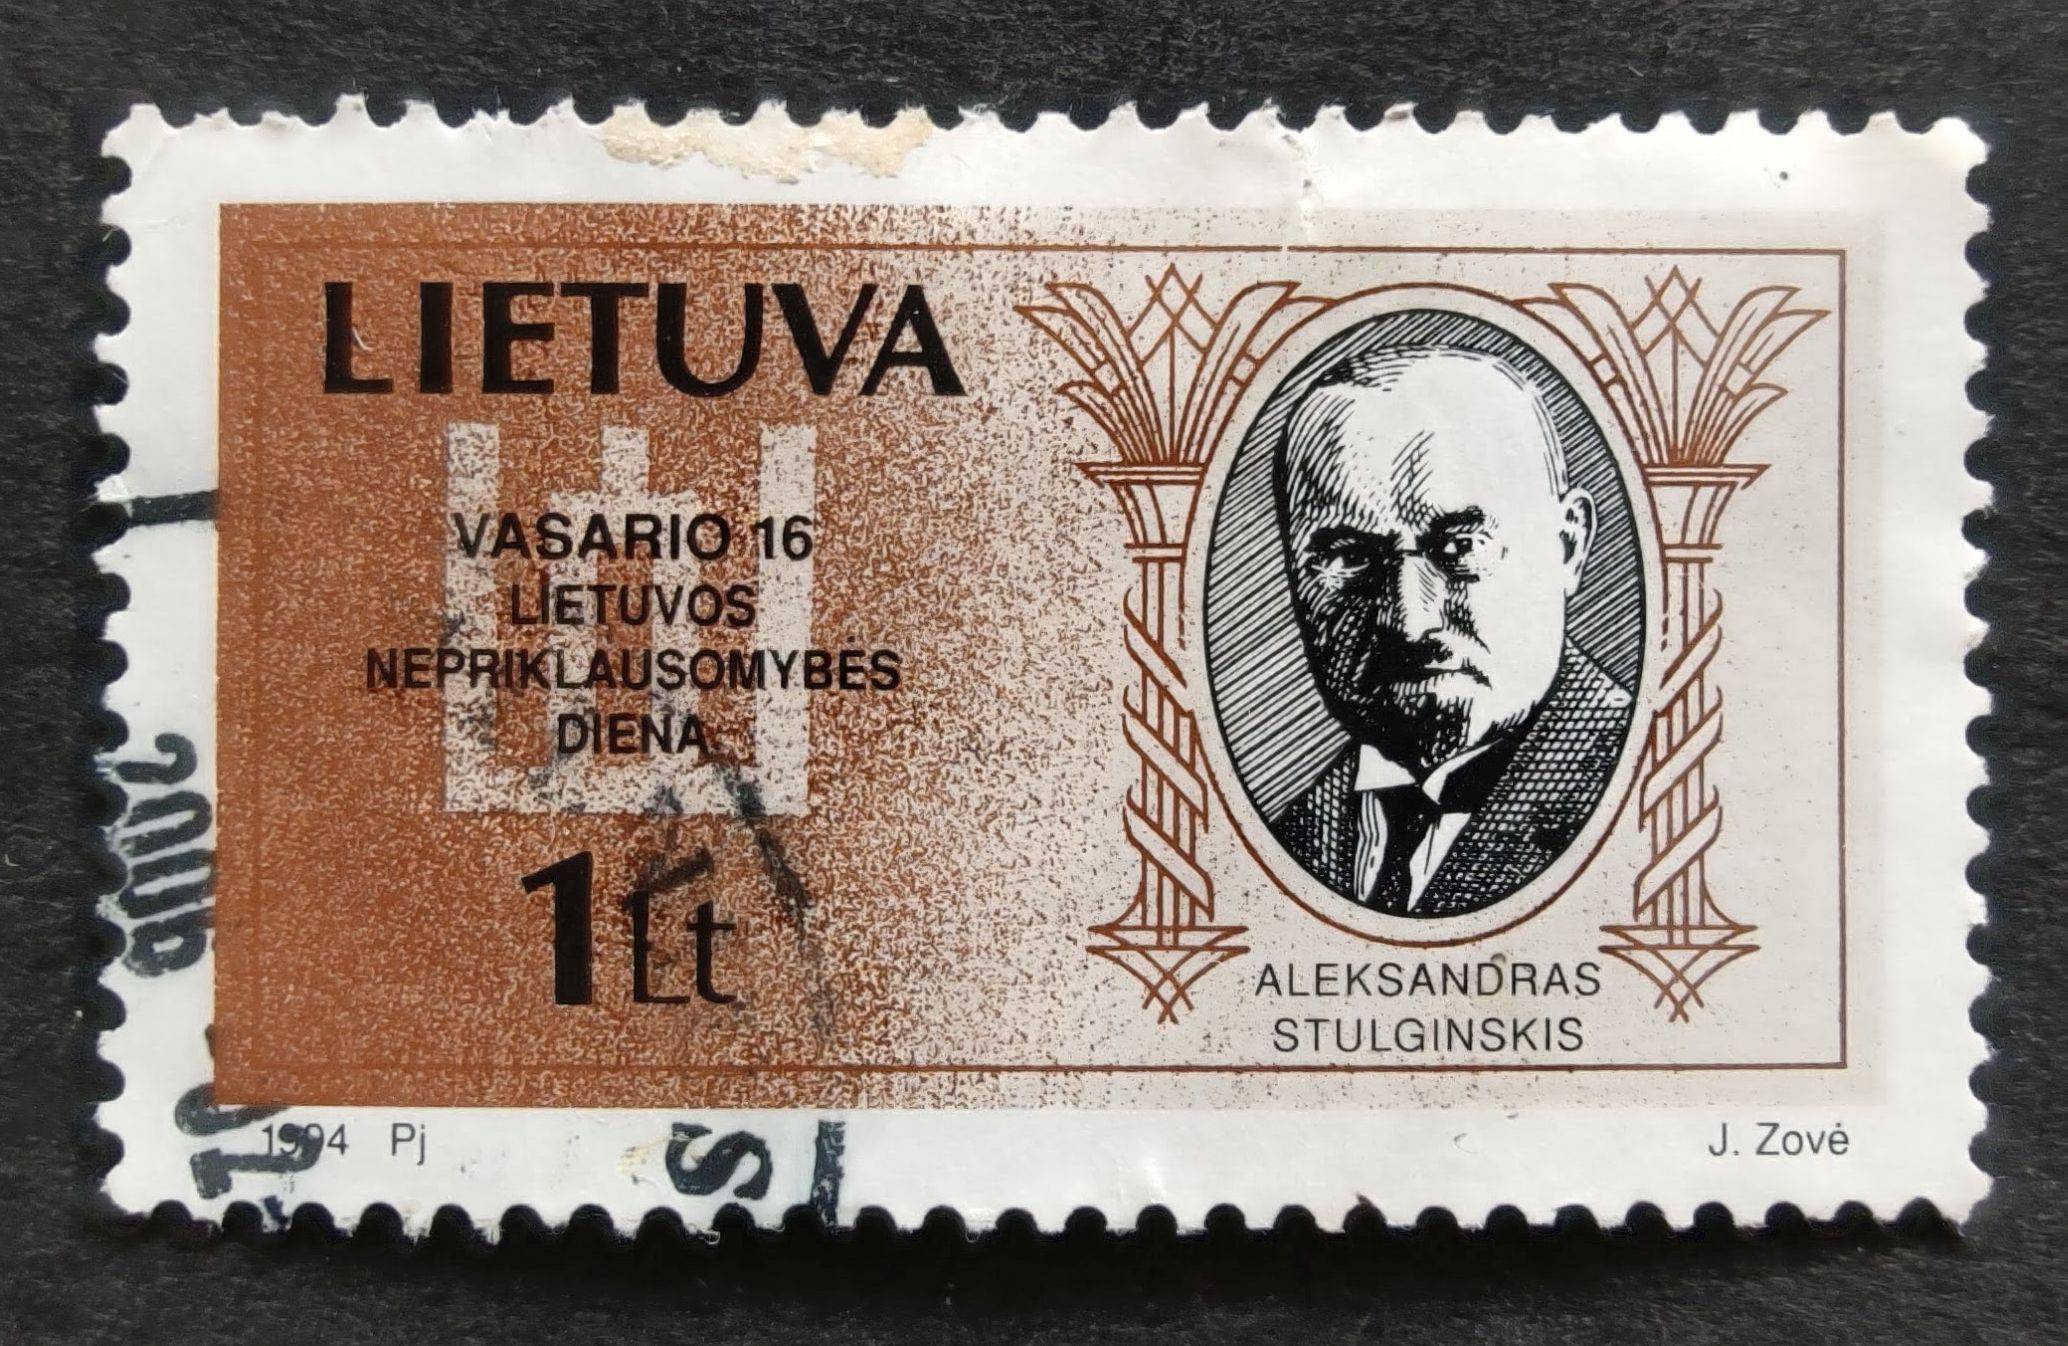 LIETUVA
VASARIO 16
LIETUVOS
NEPRIKLAUSOMYBĖS
DIENA
1Lt
ALEKSANDRAS
STULGINSKIS
1994 Pj
J. Zovė